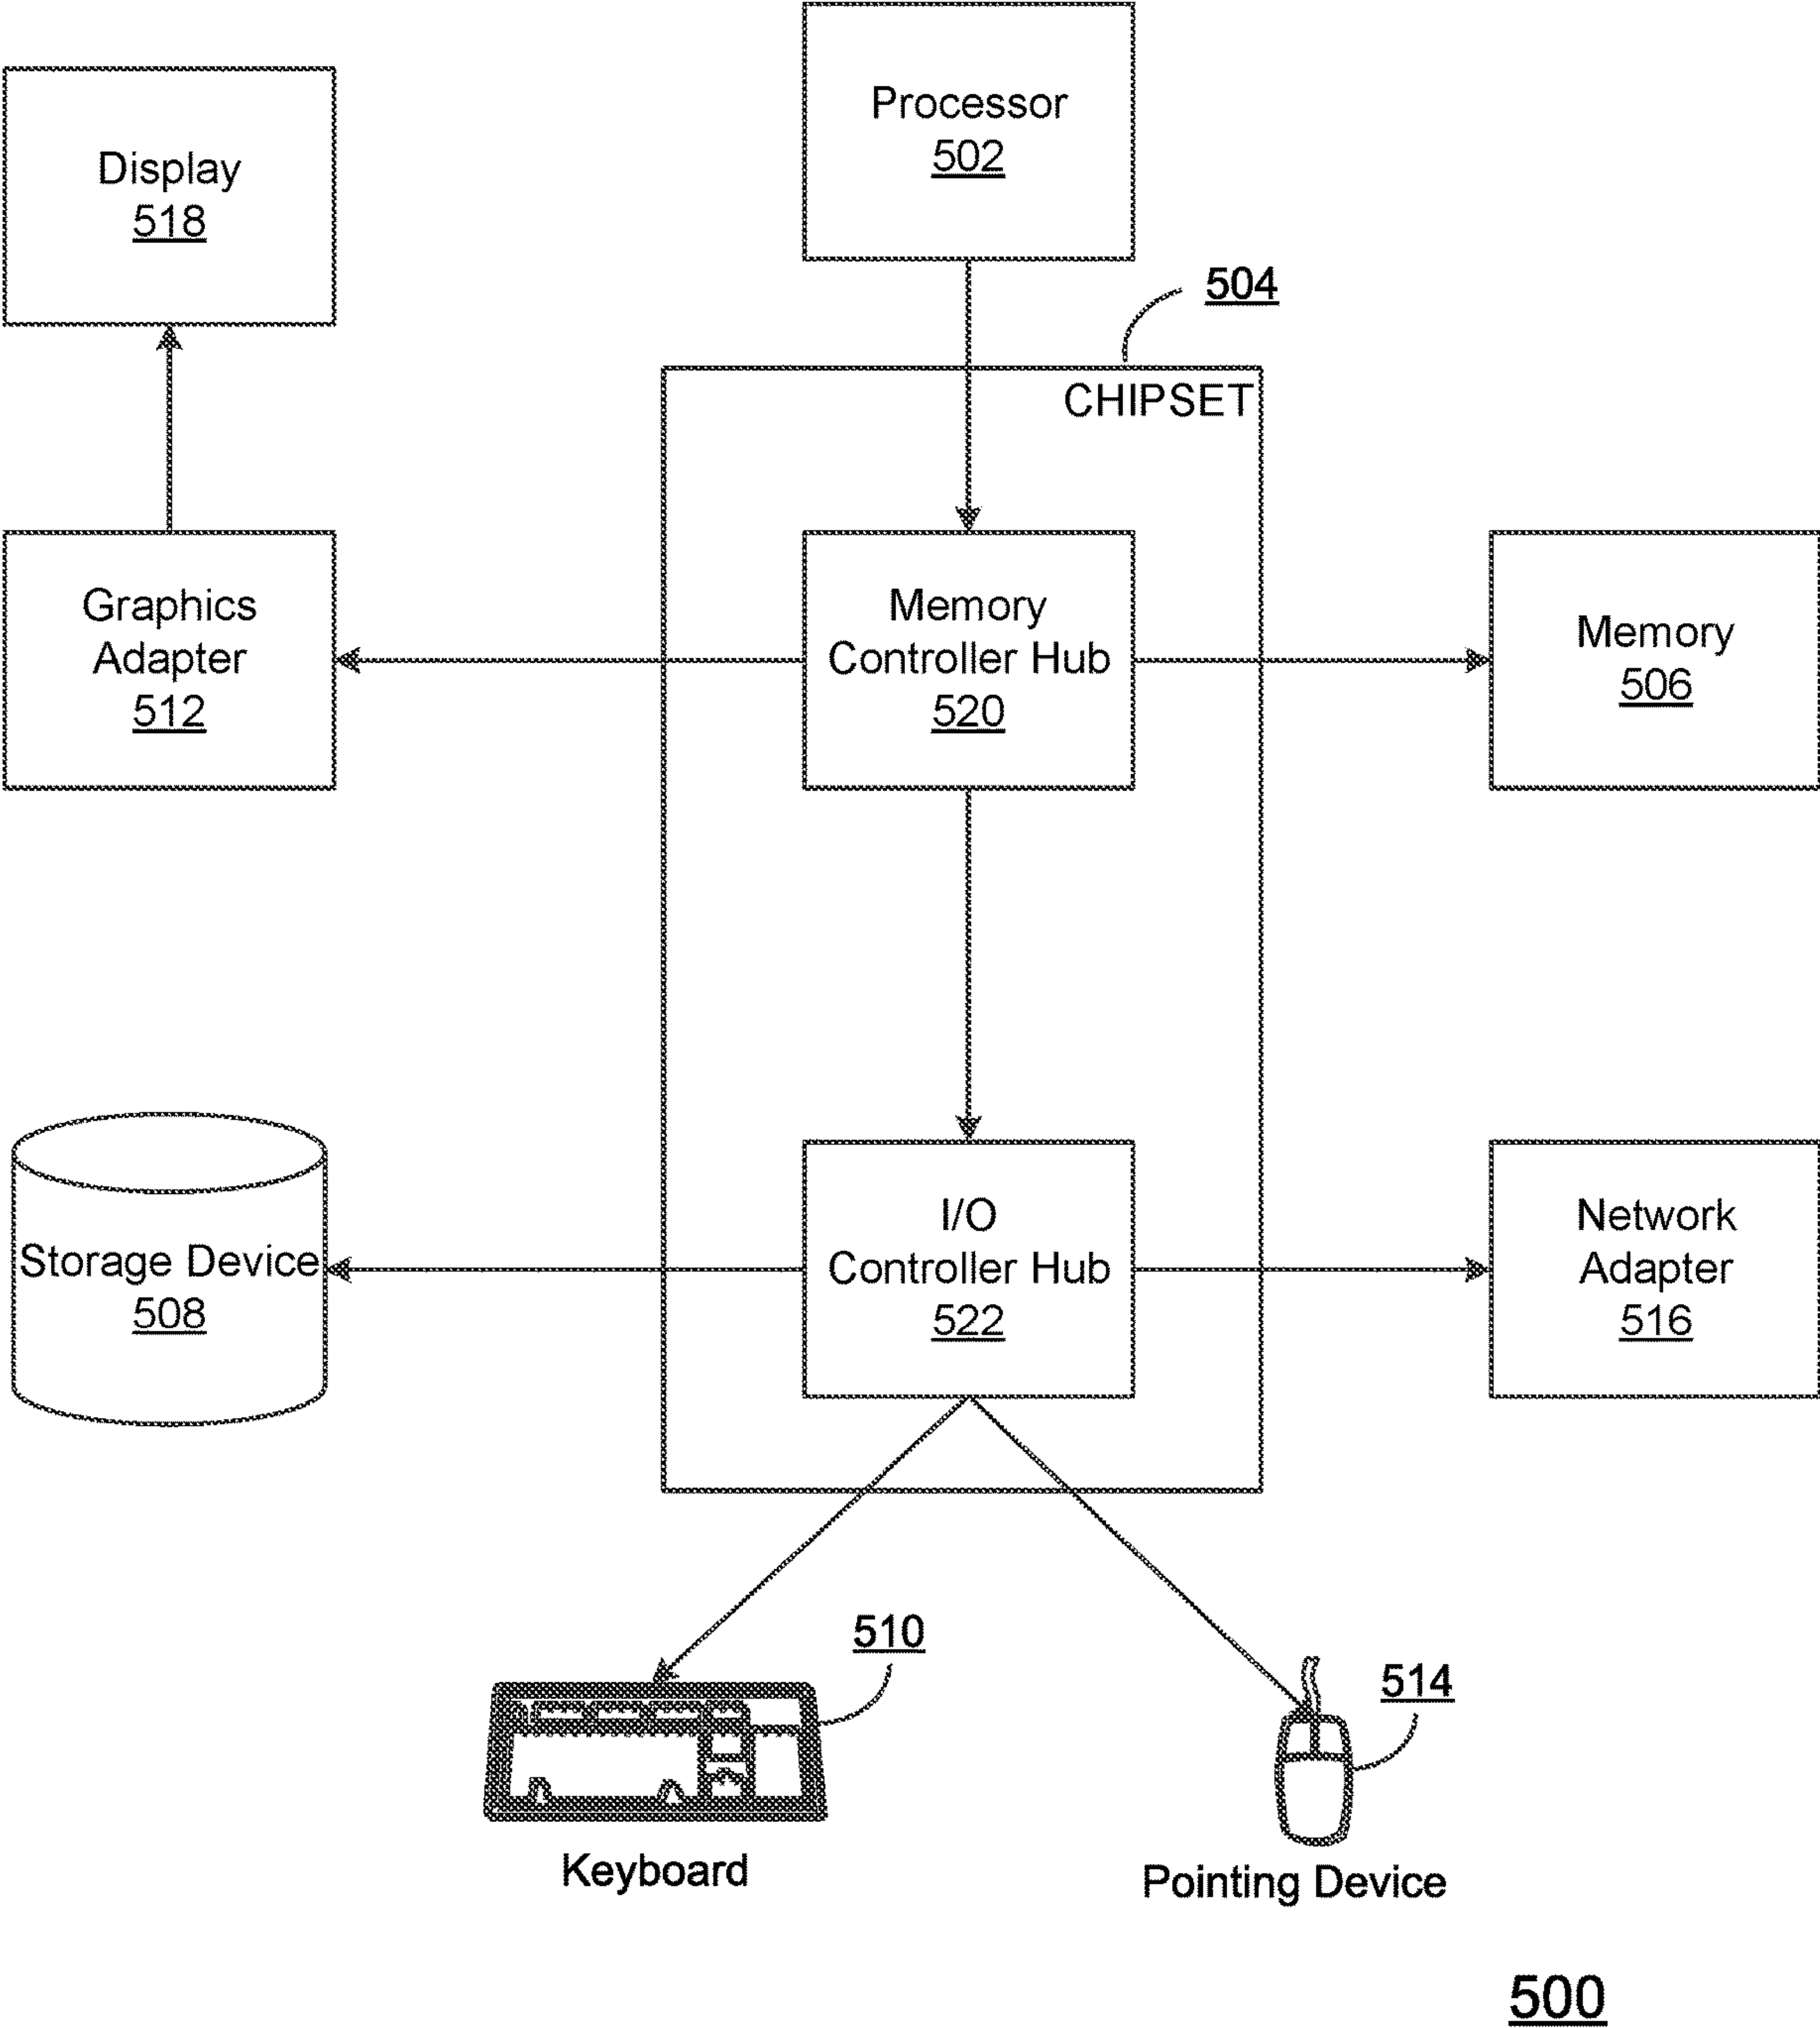 Processor
502
Display
518
504
CHIPSET
Graphics
Adapter
512
Memory
Controller Hub
520
Memory
506
Storage Device
508
I/O
Controller Hub
522
Network
Adapter
516
510
514
Keyboard
Pointing Device
500